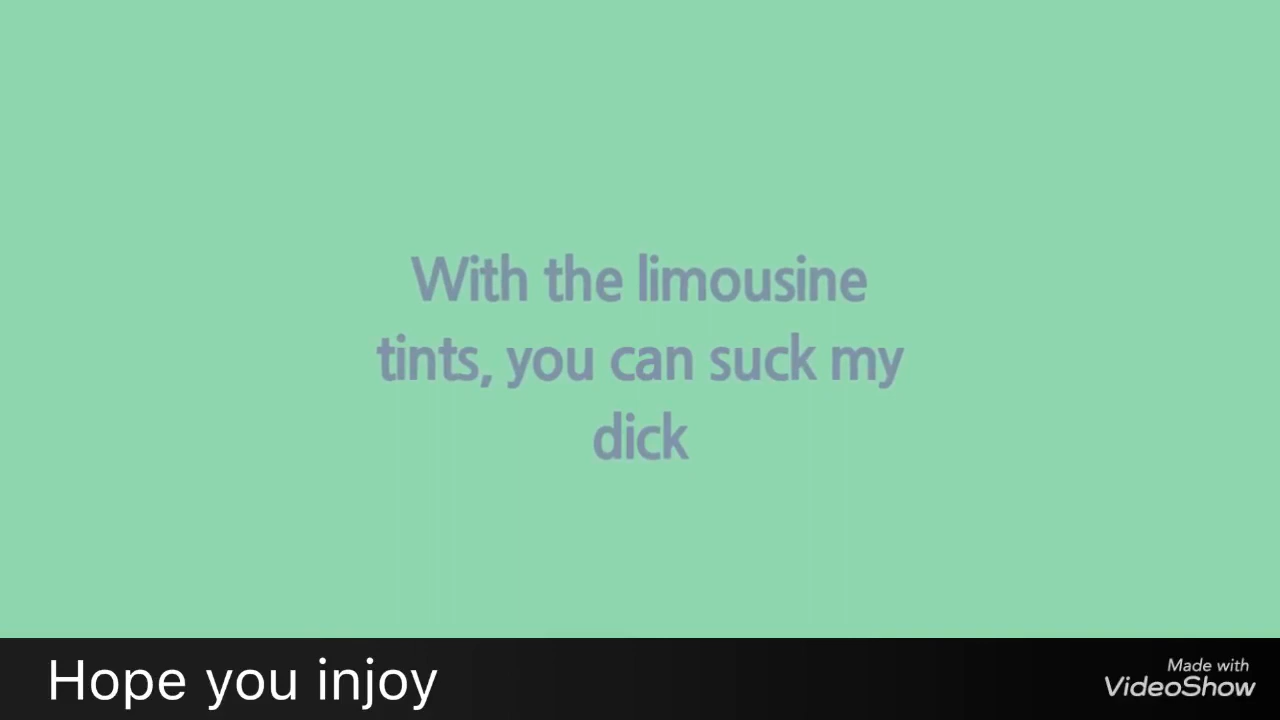 With the limousine
tints, you can suck my
dick
Hope you injoy
Made with
VideoShow